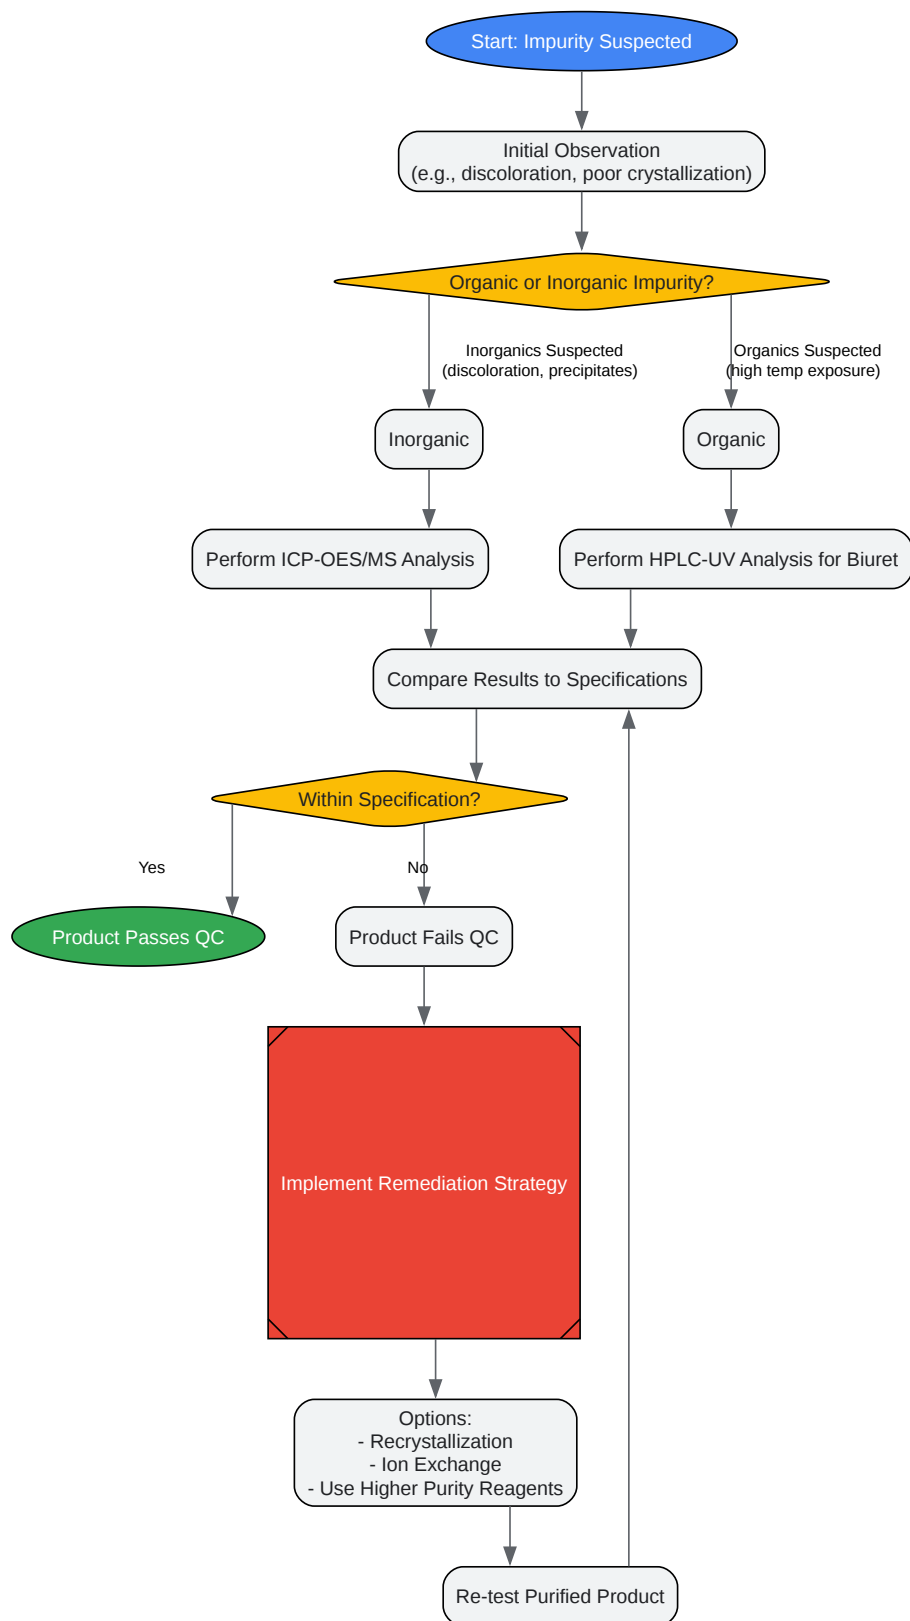 Start: Impurity Suspected
Initial Observation
(e.g., discoloration, poor crystallization)
Organic or Inorganic Impurity?
Inorganics Suspected
(discoloration, precipitates)
Organics Suspected
(high temp exposure)
Inorganic
Organic
Perform ICP-OES/MS Analysis
Perform HPLC-UV Analysis for Biuret
Compare Results to Specifications
Within Specification?
Yes
No
Product Passes QC
Product Fails QC
Implement Remediation Strategy
Options:
- Recrystallization
- Ion Exchange
- Use Higher Purity Reagents
Re-test Purified Product